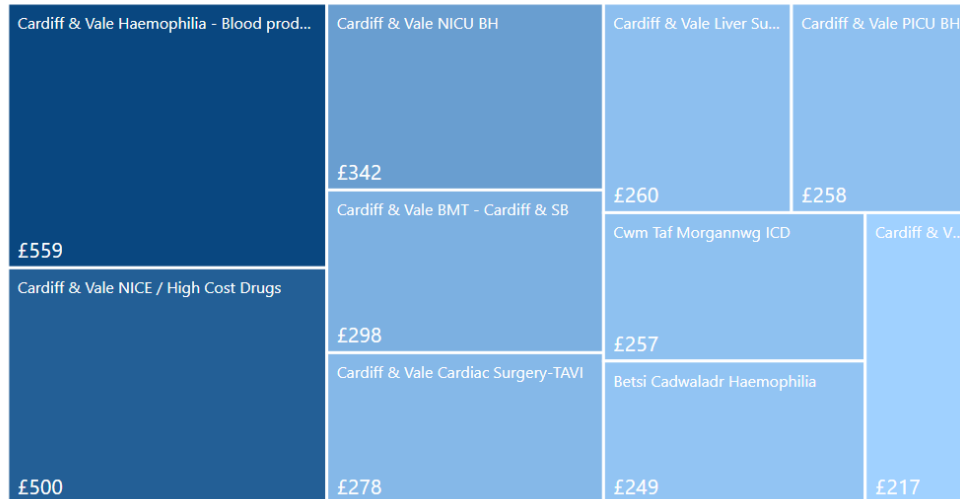 Cardiff & Vale Haemophilia - Blood prod...
£559
Cardiff & Vale NICE / High Cost Drugs
£500
Cardiff & Vale NICU BH
£342
Cardiff & Vale BMT - Cardiff & SB
£298
Cardiff & Vale Cardiac Surgery-TAVI
£278
Cardiff & Vale Liver Su...
£260
Cardiff & Vale PICU BH
£258
Cwm Taf Morgannwg ICD
£257
Betsi Cadwaladr Haemophilia
£249
Cardiff & V...
£217